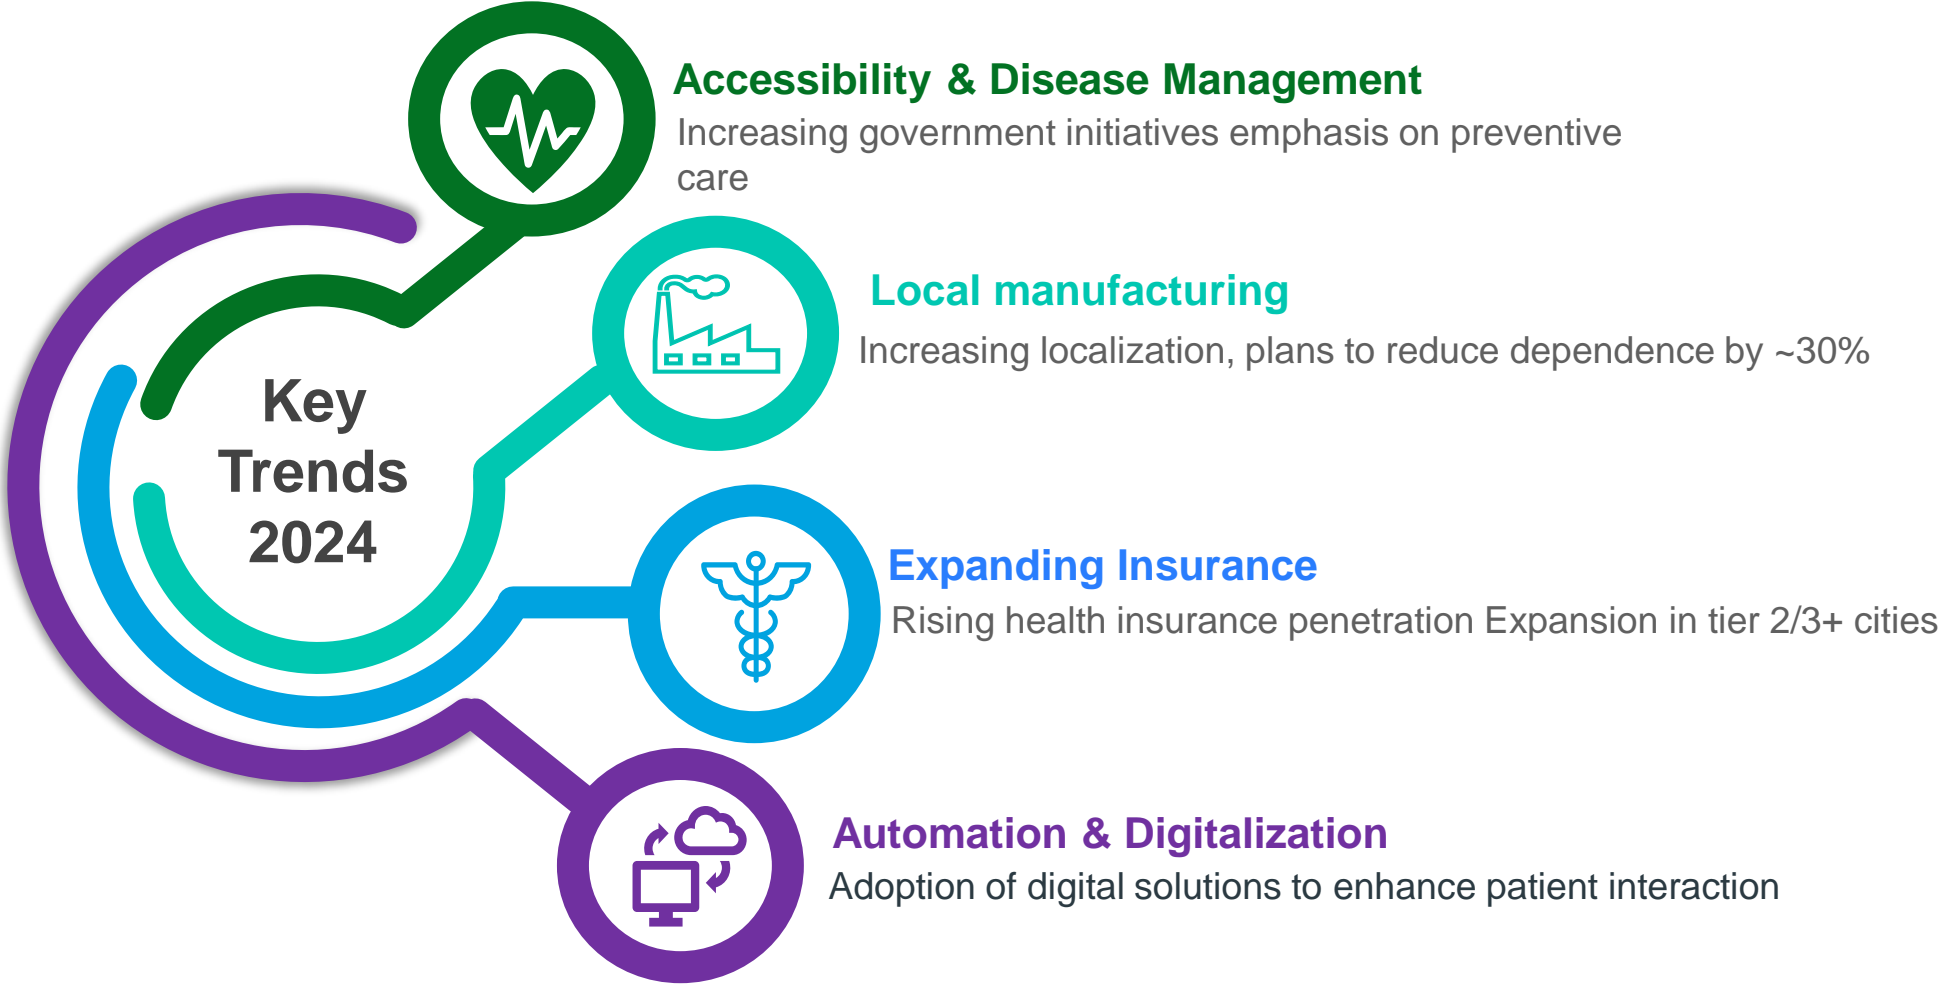 Key
Trends
2024
Accessibility & Disease Management
Increasing government initiatives emphasis on preventive
care
Local manufacturing
Increasing localization, plans to reduce dependence by ~30%
Expanding Insurance
Rising health insurance penetration Expansion in tier 2/3+ cities
Automation & Digitalization
Adoption of digital solutions to enhance patient interaction